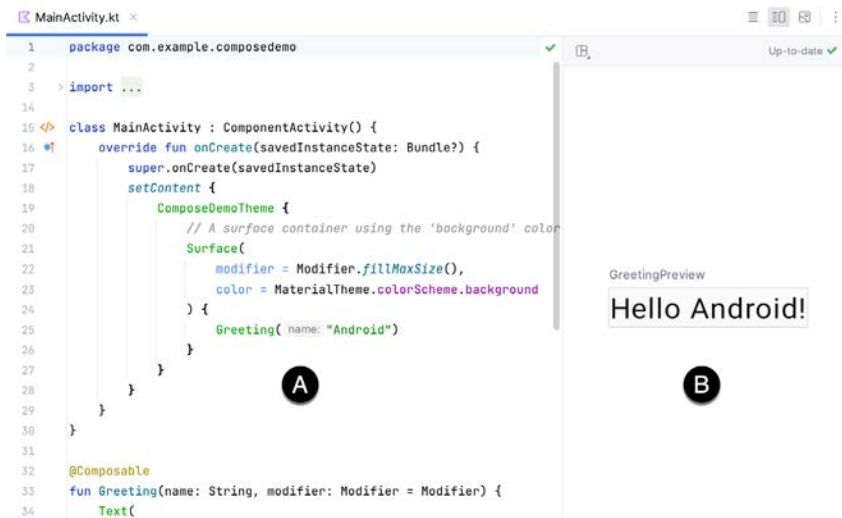 MainActivity.kt
1 package com.example.composedemo
Up-to-date
2
3 import ...
14
15 class MainActivity : ComponentActivity() {
16 override fun onCreate(savedInstanceState: Bundle?) {
17 super.onCreate(savedInstanceState)
18 setContent {
19 ComposeDemoTheme {
20 // A surface container using the 'background' color
21 Surface(
22 modifier = Modifier.fillMaxSize(),
23 color = MaterialTheme.colorScheme.background
24 ) {
25 Greeting( name: "Android")
26 }
27 }
28 }
29 }
30 }
31
32 @Composable
33 fun Greeting(name: String, modifier: Modifier = Modifier) {
34 Text(
GreetingPreview
Hello Android!
A
B